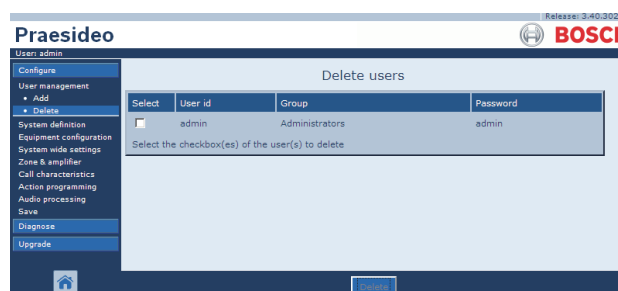 Release: 3.40.302
Praesideo
BOSCH
User: admin
Configure
User management
• Add
• Delete
System definition
Equipment configuration
System wide settings
Zone & amplifier
Call characteristics
Action programming
Audio processing
Save
Diagnose
Upgrade
Delete users
Select User id Group Password
admin Administrators admin
Select the checkbox(es) of the user(s) to delete
Delete